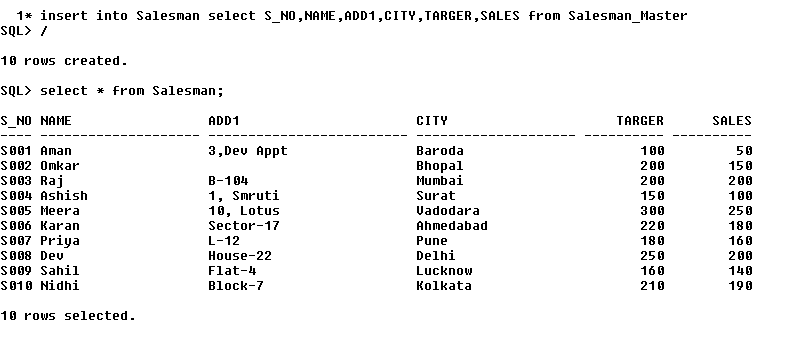 1* insert into Salesman select S_NO,NAME,ADD1,CITY,TARGER,SALES from Salesman_Master
SQL> /
10 rows created.
SQL> select * from Salesman;
S_NO NAME ADD1 CITY TARGER SALES
---- -------------------- ------------------------- -------------------- ---------- ----------
S001 Aman 3,Dev Appt Baroda 100 50
S002 Omkar Bhopal 200 150
S003 Raj B-104 Mumbai 200 200
S004 Ashish 1, Smruti Surat 150 100
S005 Meera 10, Lotus Vadodara 300 250
S006 Karan Sector-17 Ahmedabad 220 180
S007 Priya L-12 Pune 180 160
S008 Dev House-22 Delhi 250 200
S009 Sahil Flat-4 Lucknow 160 140
S010 Nidhi Block-7 Kolkata 210 190
10 rows selected.